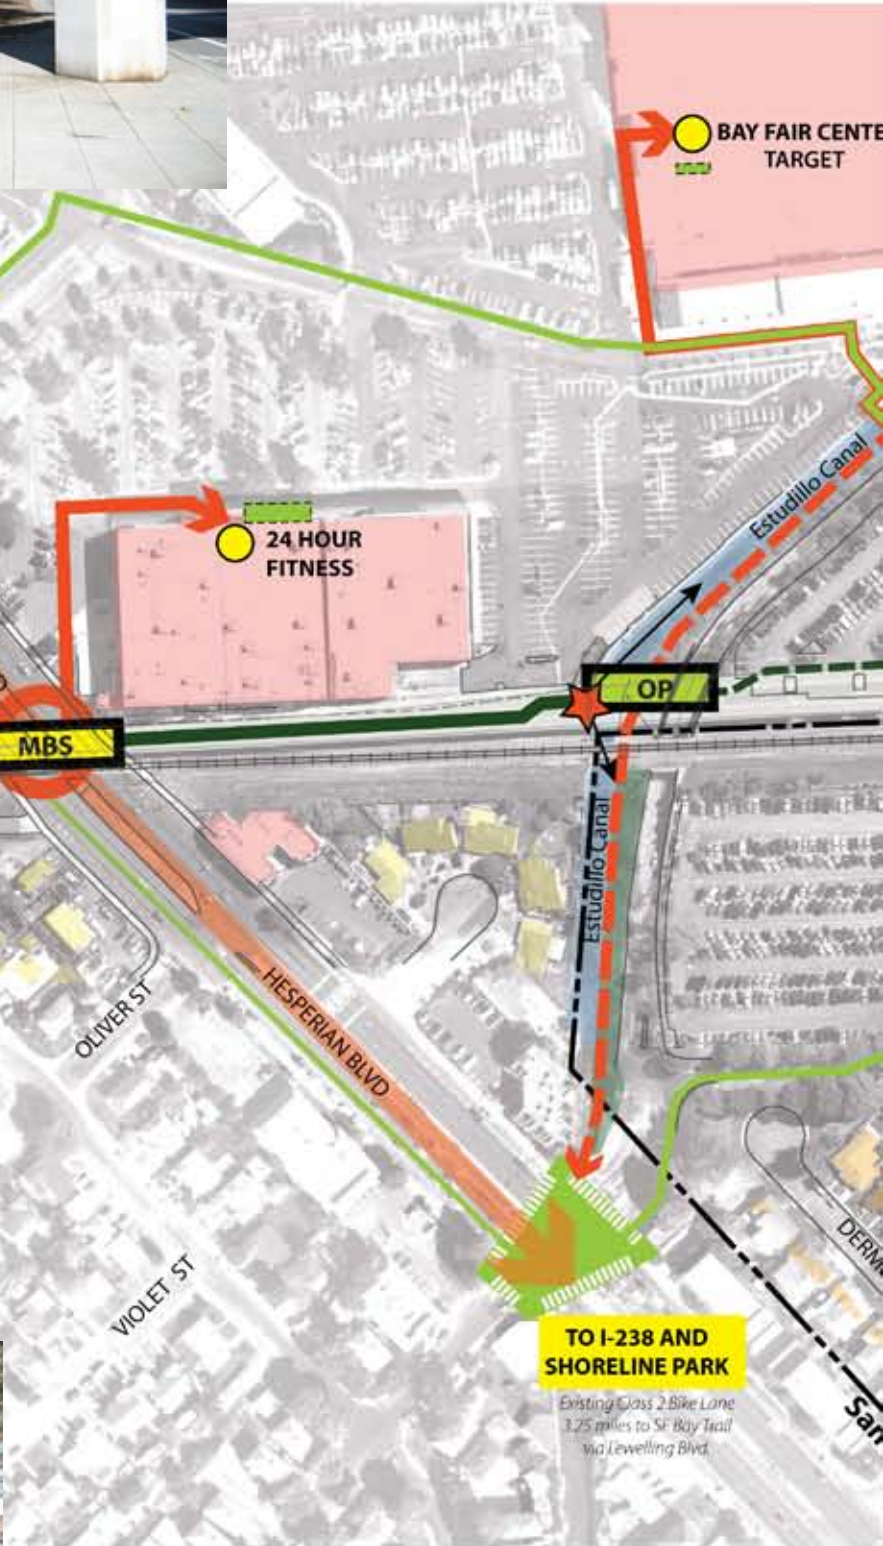 BAY FAIR CENTE
TARGET
Estudillo Canal
24 HOUR
FITNESS
OP
MBS
Estudillo Canal
OLIVER ST
HESPERIAN BLVD
VIOLET ST
DERM
TO I-238 AND
SHORELINE PARK
Existing Class 2 Bike Lane
3.25 miles to SF Bay Trail
via Lewelling Blvd.
San